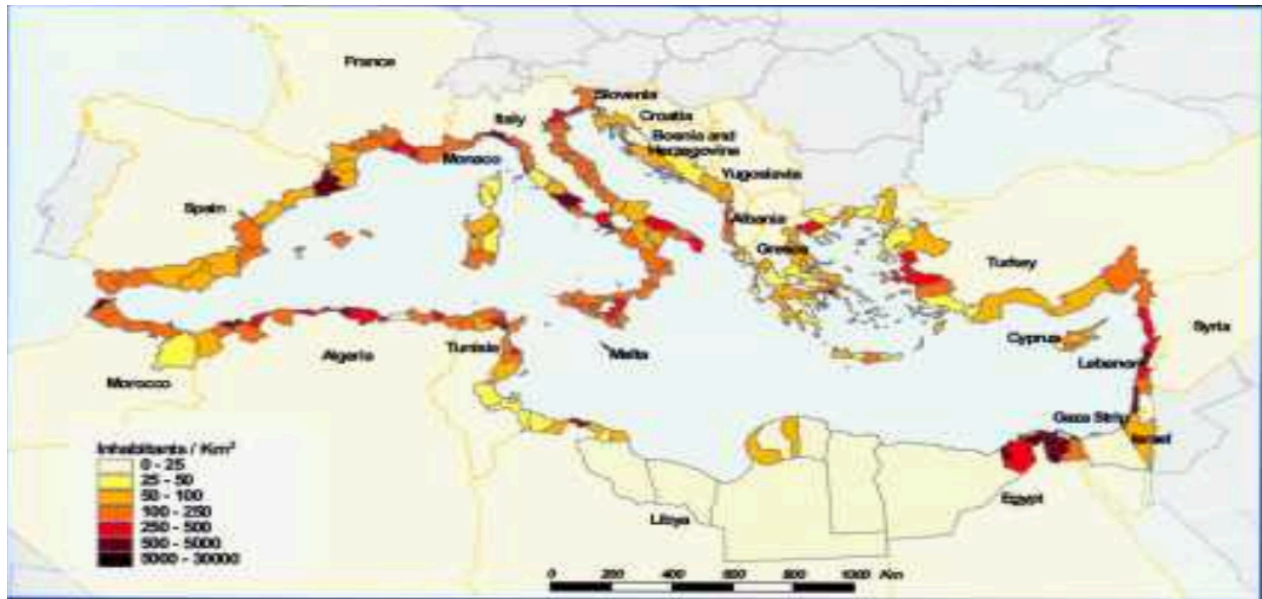 France
Slovenia
Croatia
Italy
Bosnia and
Herzegovine
Monaco
Yugoslavia
Spain
Albania
Greece
Turkey
Cyprus
Syria
Tunisia
Malta
Algeria
Lebanon
Morocco
Gaza Strip
Israel
Egypt
Libya
Inhabitants / Km²
0 - 25
25 - 50
50 - 100
100 - 250
250 - 500
500 - 5000
5000 - 30000
0 200 400 600 800 1000 Km